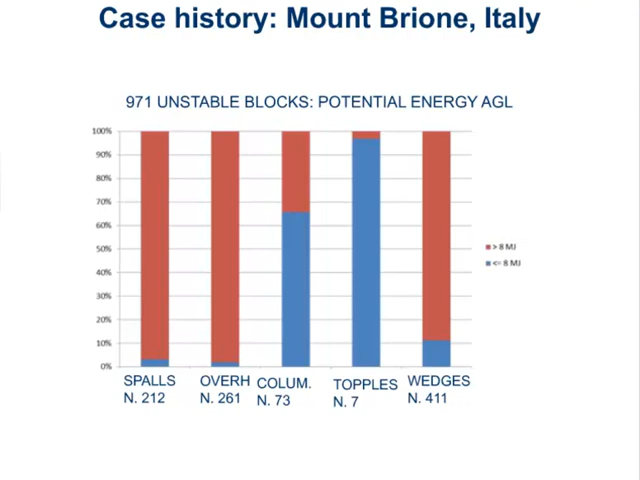 Case history: Mount Brione, Italy
971 UNSTABLE BLOCKS: POTENTIAL ENERGY AGL
100%
90%
80%
70%
60%
50%
40%
30%
20%
10%
0%
> 8 MJ
<= 8 MJ
SPALLS
N. 212
OVERH
N. 261
COLUM.
N. 73
TOPPLES
N. 7
WEDGES
N. 411